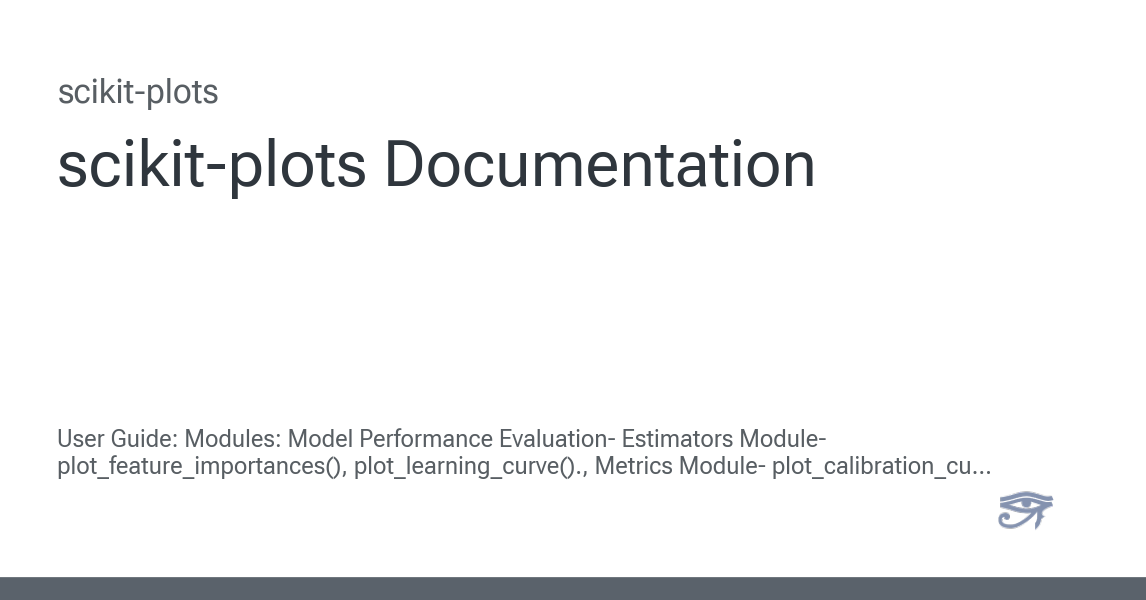 scikit-plots
scikit-plots Documentation
User Guide: Modules: Model Performance Evaluation- Estimators Module-
plot_feature_importances(), plot_learning_curve()., Metrics Module- plot_calibration_cu...